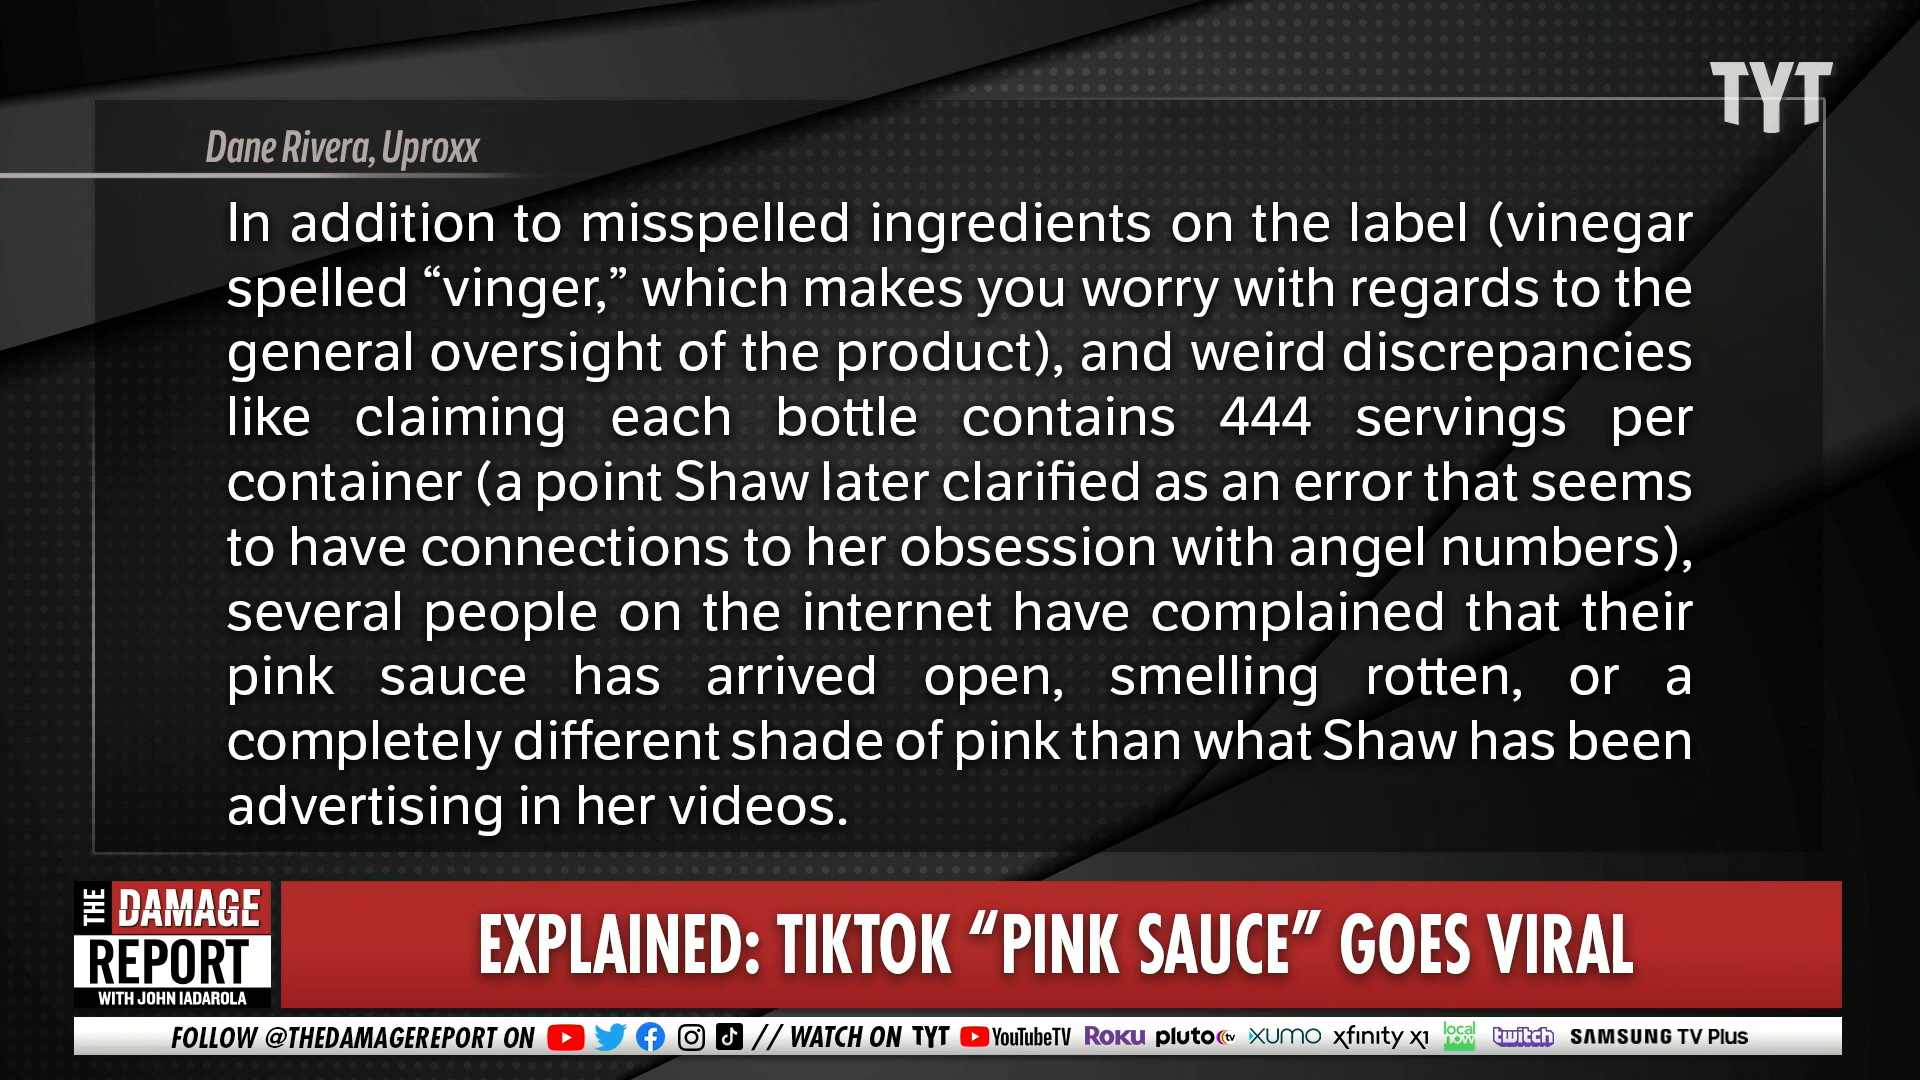 TYT
Dane Rivera, Uproxx
In addition to misspelled ingredients on the label (vinegar
spelled “vinger,” which makes you worry with regards to the
general oversight of the product), and weird discrepancies
like claiming each bottle contains 444 servings per
container (a point Shaw later clarified as an error that seems
to have connections to her obsession with angel numbers),
several people on the internet have complained that their
pink sauce has arrived open, smelling rotten, or a
completely different shade of pink than what Shaw has been
advertising in her videos.
THE DAMAGE
REPORT
WITH JOHN IADAROLA
EXPLAINED: TIKTOK “PINK SAUCE” GOES VIRAL
FOLLOW @THEDAMAGEREPORT ON // WATCH ON TYT YouTubeTV ROKU pluto tv XUMO xfinity X1 local now twitch SAMSUNG TV Plus